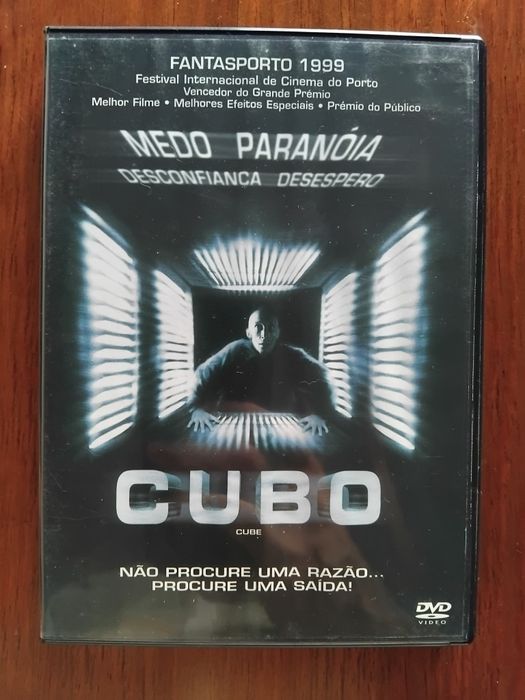 FANTASPORTO 1999
Festival Internacional de Cinema do Porto
Vencedor do Grande Prémio
Melhor Filme • Melhores Efeitos Especiais • Prémio do Público
MEDO PARANÓIA
DESCONFIANÇA DESESPERO
CUBO
CUBE
NÃO PROCURE UMA RAZÃO...
PROCURE UMA SAÍDA!
DVD
VIDEO